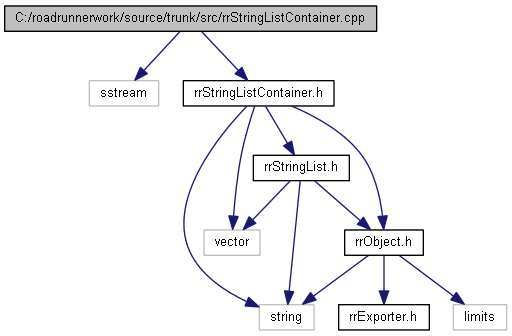 C:/roadrunnerwork/source/trunk/src/rrStringListContainer.cpp
sstream
rrStringListContainer.h
rrStringList.h
vector
rrObject.h
string
rrExporter.h
limits